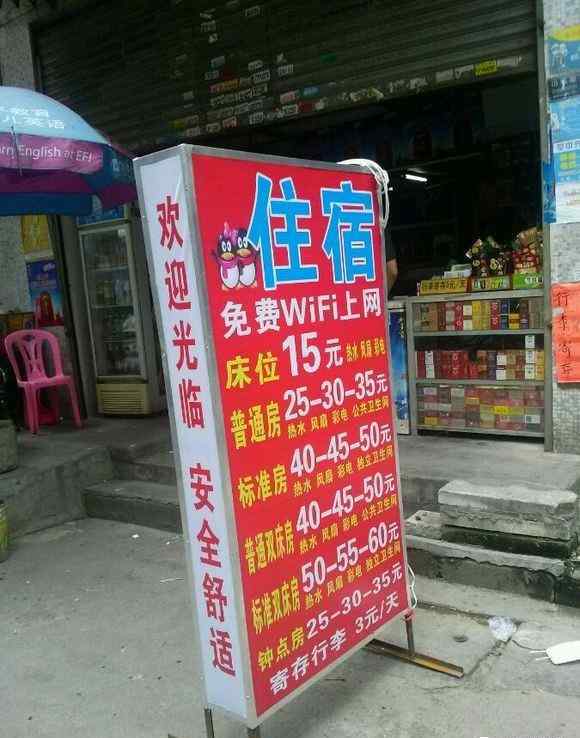 欢迎光临 安全舒适
住宿
免费WiFi上网
床位 15元 热水 风扇 彩电
普通房 25-30-35元
热水 风扇 彩电 公共卫生间
标准房 40-45-50元
热水 风扇 彩电 独立卫生间
普通双床房 40-45-50元
热水 风扇 彩电 公共卫生间
标准双床房 50-55-60元
热水 风扇 彩电 独立卫生间
钟点房 25-30-35元
寄存行李 3元/天
rn English at EF!
行李寄存